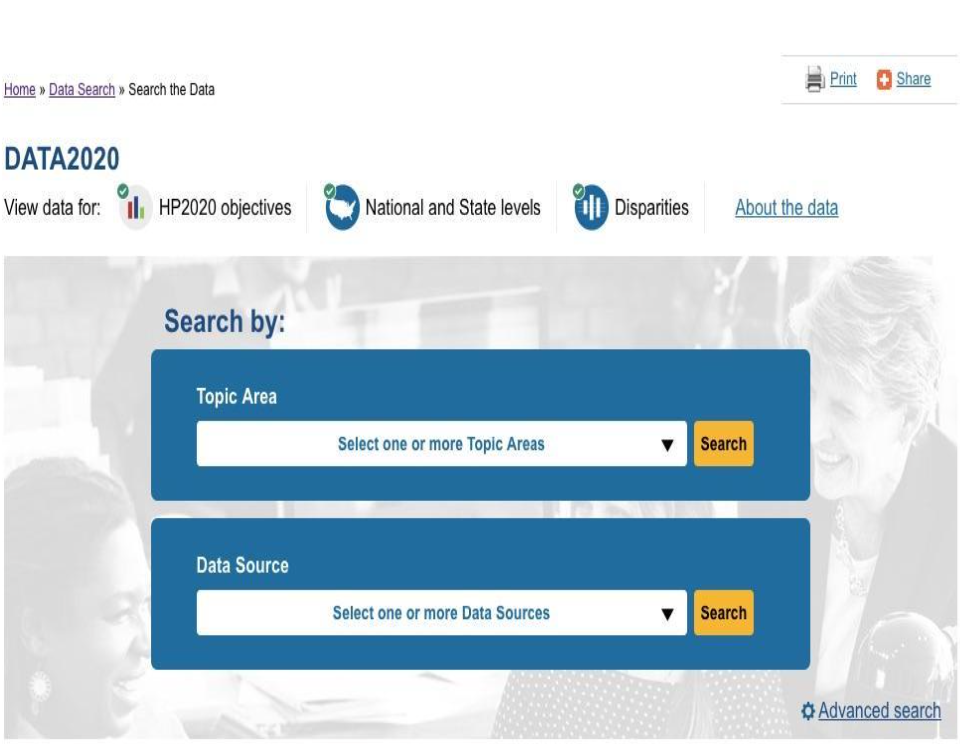 Print Share
Home » Data Search » Search the Data
DATA2020
View data for: HP2020 objectives National and State levels Disparities About the data
Search by:
Topic Area
Select one or more Topic Areas ▼ Search
Data Source
Select one or more Data Sources ▼ Search
Advanced search